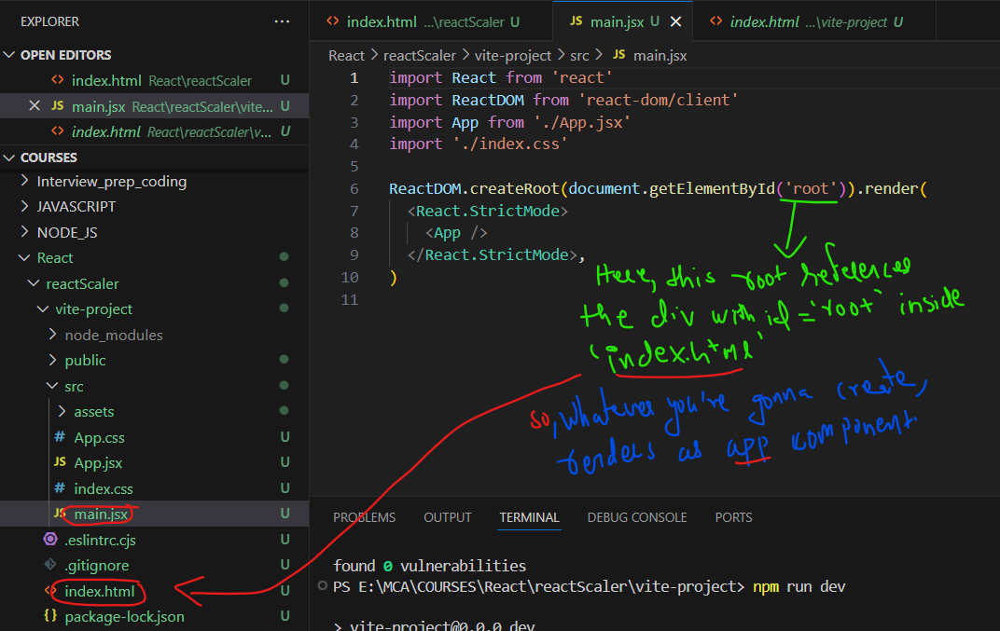 EXPLORER
...
OPEN EDITORS
index.html React\reactScaler U
main.jsx React\reactScaler\vite... U
index.html React\reactScaler\v... U
COURSES
Interview_prep_coding
JAVASCRIPT
NODE_JS
React
reactScaler
vite-project
node_modules
public
src
assets
App.css U
App.jsx U
index.css U
main.jsx U
.eslintrc.cjs U
.gitignore U
index.html U
package-lock.json U
index.html ...\reactScaler U
JS main.jsx U
index.html ...\vite-project U
React > reactScaler > vite-project > src > JS main.jsx
1 import React from 'react'
2 import ReactDOM from 'react-dom/client'
3 import App from './App.jsx'
4 import './index.css'
5
6 ReactDOM.createRoot(document.getElementById('root')).render(
7 <React.StrictMode>
8 <App />
9 </React.StrictMode>,
10 )
11
Here, this root references
the div with id = 'root' inside
'index.html'
so, whatever you're gonna create,
renders as app component.
PROBLEMS OUTPUT TERMINAL DEBUG CONSOLE PORTS
found 0 vulnerabilities
PS E:\MCA\COURSES\React\reactScaler\vite-project> npm run dev
> vite-project@0.0.0 dev